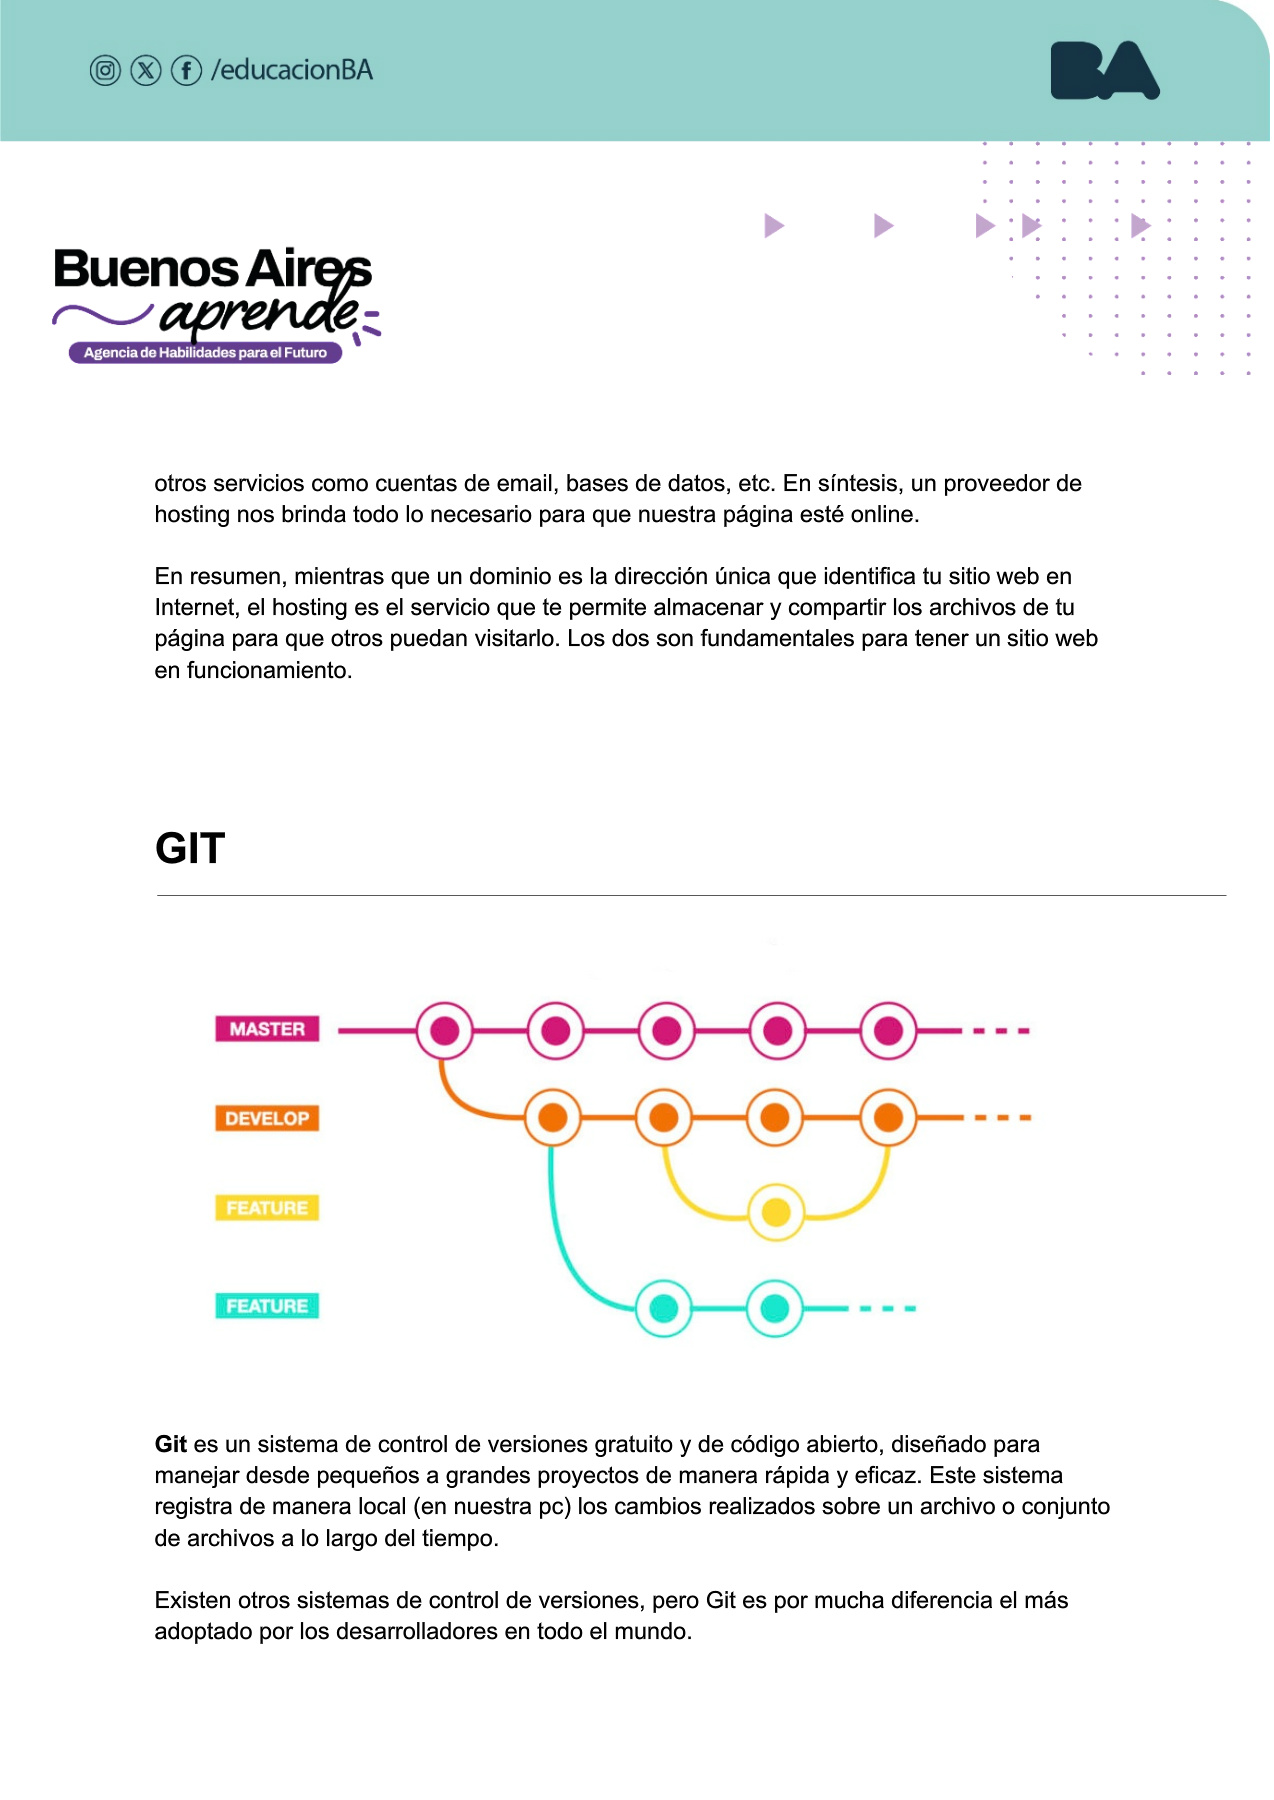 /educacionBA
BA
Buenos Aires
aprende
Agencia de Habilidades para el Futuro
otros servicios como cuentas de email, bases de datos, etc. En síntesis, un proveedor de
hosting nos brinda todo lo necesario para que nuestra página esté online.
En resumen, mientras que un dominio es la dirección única que identifica tu sitio web en
Internet, el hosting es el servicio que te permite almacenar y compartir los archivos de tu
página para que otros puedan visitarlo. Los dos son fundamentales para tener un sitio web
en funcionamiento.
GIT
MASTER
DEVELOP
FEATURE
FEATURE
Git es un sistema de control de versiones gratuito y de código abierto, diseñado para
manejar desde pequeños a grandes proyectos de manera rápida y eficaz. Este sistema
registra de manera local (en nuestra pc) los cambios realizados sobre un archivo o conjunto
de archivos a lo largo del tiempo.
Existen otros sistemas de control de versiones, pero Git es por mucha diferencia el más
adoptado por los desarrolladores en todo el mundo.